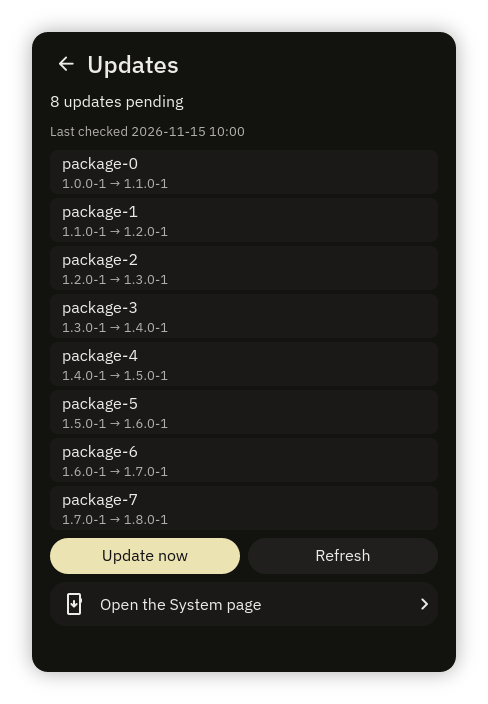 Updates
8 updates pending
Last checked 2026-11-15 10:00
package-0
1.0.0-1 → 1.1.0-1
package-1
1.1.0-1 → 1.2.0-1
package-2
1.2.0-1 → 1.3.0-1
package-3
1.3.0-1 → 1.4.0-1
package-4
1.4.0-1 → 1.5.0-1
package-5
1.5.0-1 → 1.6.0-1
package-6
1.6.0-1 → 1.7.0-1
package-7
1.7.0-1 → 1.8.0-1
Update now
Refresh
Open the System page